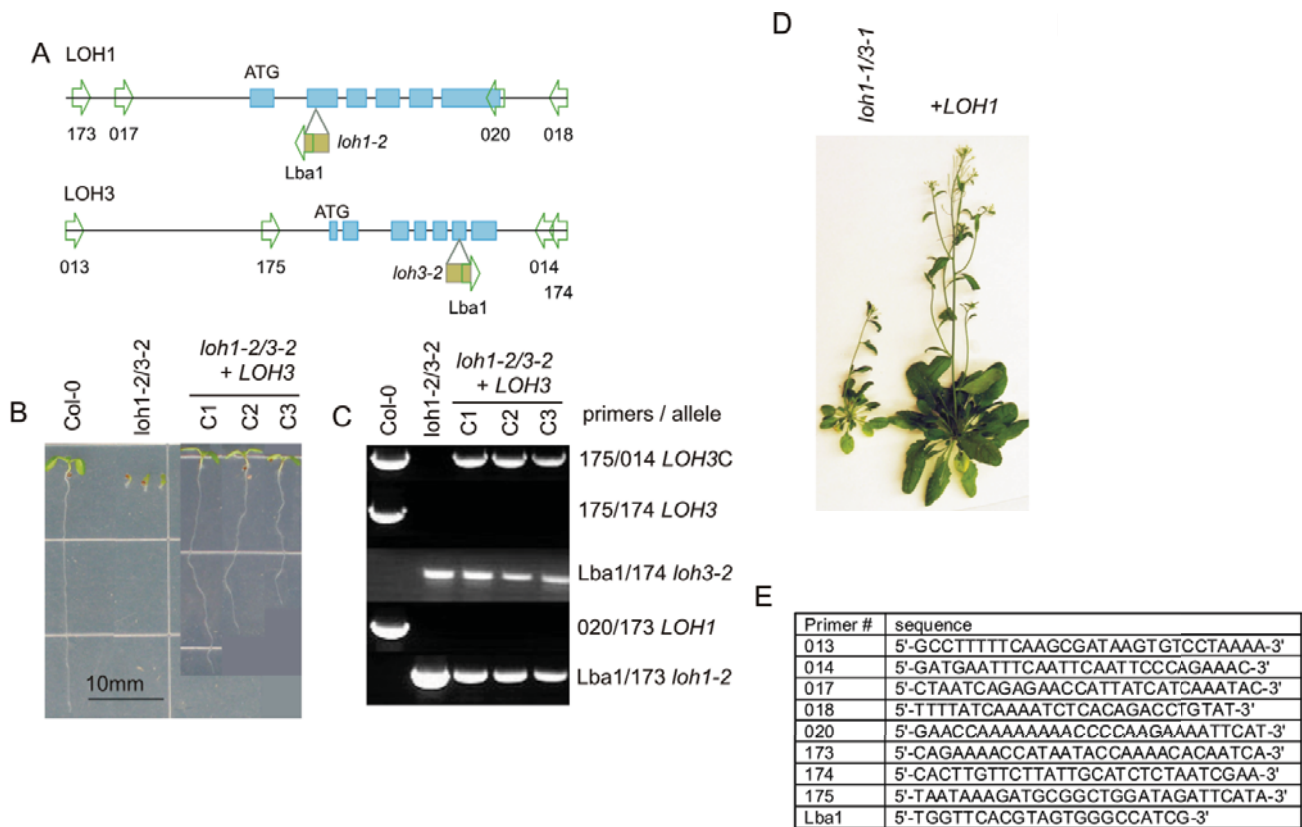 A
LOH1
ATG
173 017 020 018
loh1-2
Lba1
LOH3
ATG
013 175 014
174
loh3-2
Lba1
B
Col-0
loh1-2/3-2
loh1-2/3-2
+ LOH3
C1 C2 C3
10mm
C
Col-0
loh1-2/3-2
loh1-2/3-2
+ LOH3
C1 C2 C3
primers / allele
175/014 LOH3C
175/174 LOH3
Lba1/174 loh3-2
020/173 LOH1
Lba1/173 loh1-2
D
loh1-1/3-1
+LOH1
E
Primer # sequence
013 5'-GCCTTTTTCAAGCGATAAGTGTCCTAAAA-3'
014 5'-GATGAATTTCAATTCAATTCCCAGAAAC-3'
017 5'-CTAATCAGAGAACCATTATCATCAAATAC-3'
018 5'-TTTTATCAAAATCTCACAGACCTGTAT-3'
020 5'-GAACCAAAAAAAACCCCAAGAAAATTCAT-3'
173 5'-CAGAAAACCATAATACCAAAACACAATCA-3'
174 5'-CACTTGTTCTTATTGCATCTCTAATCGAA-3'
175 5'-TAATAAAGATGCGGCTGGATAGATTCATA-3'
Lba1 5'-TGGTTCACGTAGTGGGCCATCG-3'